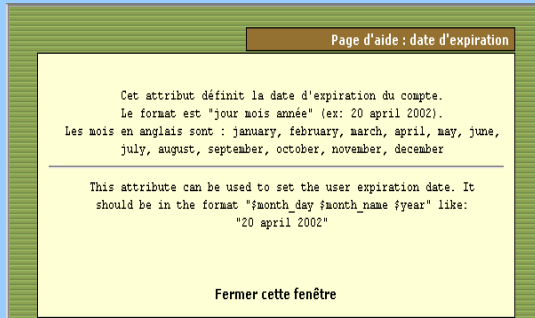 Page d'aide : date d'expiration
Cet attribut définit la date d'expiration du compte.
Le format est "jour mois année" (ex: 20 april 2002).
Les mois en anglais sont : january, february, march, april, may, june,
july, august, september, october, november, december
This attribute can be used to set the user expiration date. It
should be in the format "$month_day $month_name $year" like:
"20 april 2002"
Fermer cette fenêtre